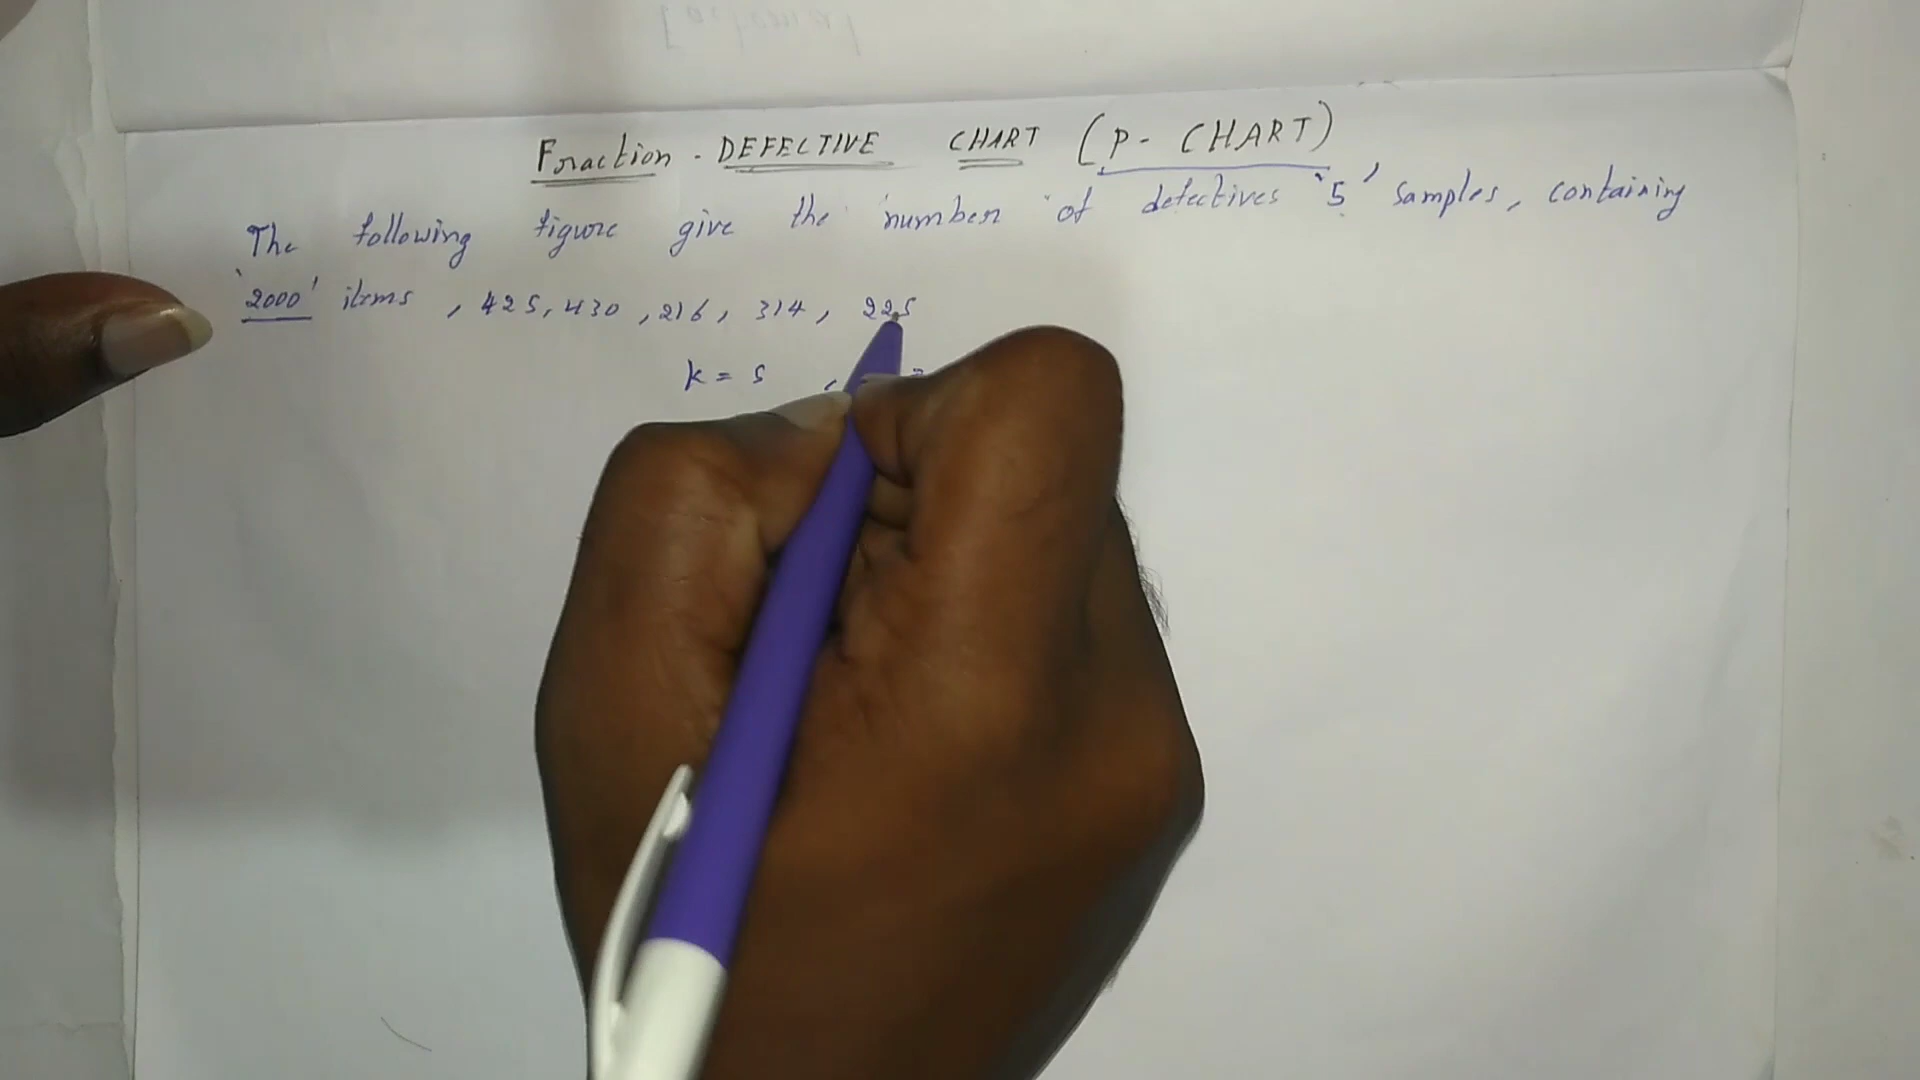 Fraction - DEFECTIVE CHART (P- CHART)
The following figure give the number of defectives '5' samples, containing
'2000' items , 425, 430 , 216 , 314 , 225
k = 5 ,